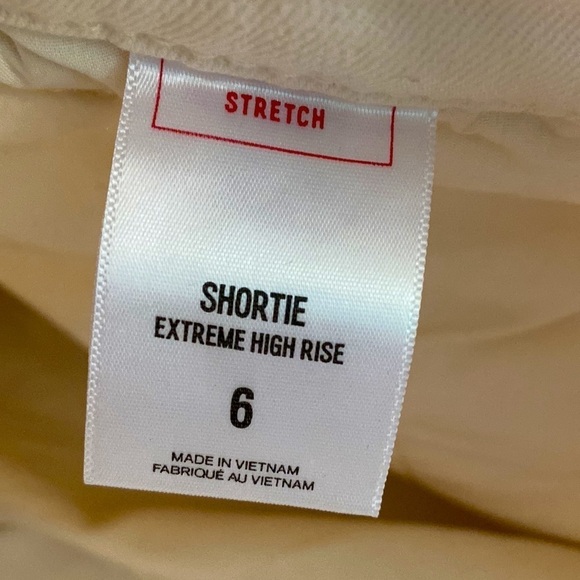 STRETCH
SHORTIE
EXTREME HIGH RISE
6
MADE IN VIETNAM
FABRIQUÉ AU VIETNAM